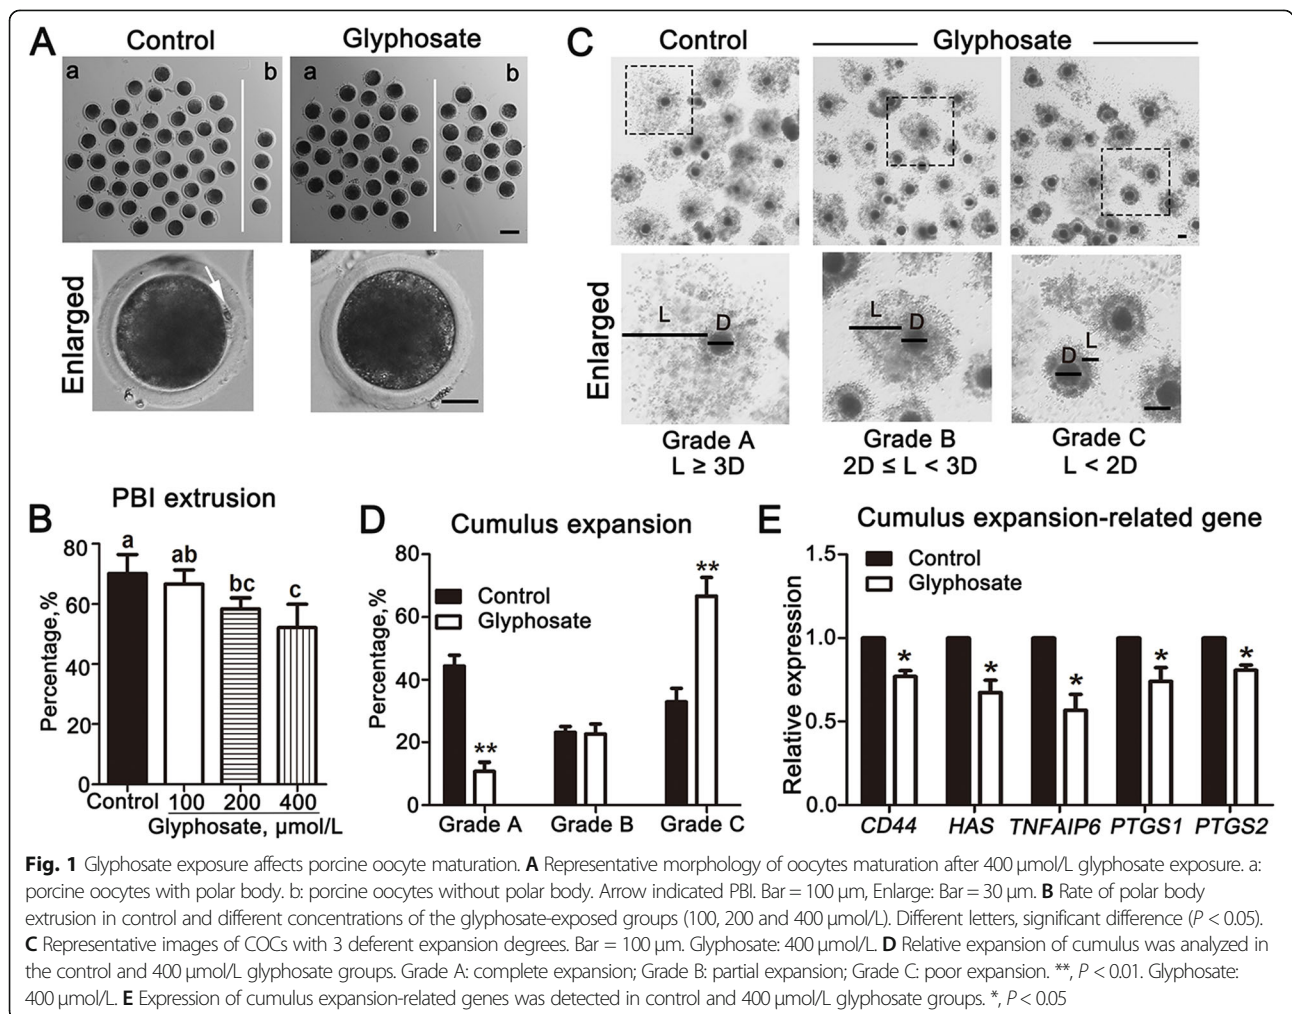 A
Control
Glyphosate
a
b
a
b
Enlarged
C
Control
Glyphosate
Enlarged
L
D
L
D
D
L
Grade A
L ≥ 3D
Grade B
2D ≤ L < 3D
Grade C
L < 2D
B
PBI extrusion
Percentage,%
80
60
40
20
0
a
ab
bc
c
Control
100
200
400
Glyphosate, μmol/L
D
Cumulus expansion
Percentage,%
80
60
40
20
0
Control
Glyphosate
**
**
Grade A
Grade B
Grade C
E
Cumulus expansion-related gene
Relative expression
1.5
1.0
0.5
0.0
Control
Glyphosate
*
*
*
*
*
CD44
HAS
TNFAIP6
PTGS1
PTGS2
Fig. 1 Glyphosate exposure affects porcine oocyte maturation. A Representative morphology of oocytes maturation after 400 μmol/L glyphosate exposure. a:
porcine oocytes with polar body. b: porcine oocytes without polar body. Arrow indicated PBI. Bar = 100 μm, Enlarge: Bar = 30 μm. B Rate of polar body
extrusion in control and different concentrations of the glyphosate-exposed groups (100, 200 and 400 μmol/L). Different letters, significant difference (P < 0.05).
C Representative images of COCs with 3 deferent expansion degrees. Bar = 100 μm. Glyphosate: 400 μmol/L. D Relative expansion of cumulus was analyzed in
the control and 400 μmol/L glyphosate groups. Grade A: complete expansion; Grade B: partial expansion; Grade C: poor expansion. **, P < 0.01. Glyphosate:
400 μmol/L. E Expression of cumulus expansion-related genes was detected in control and 400 μmol/L glyphosate groups. *, P < 0.05